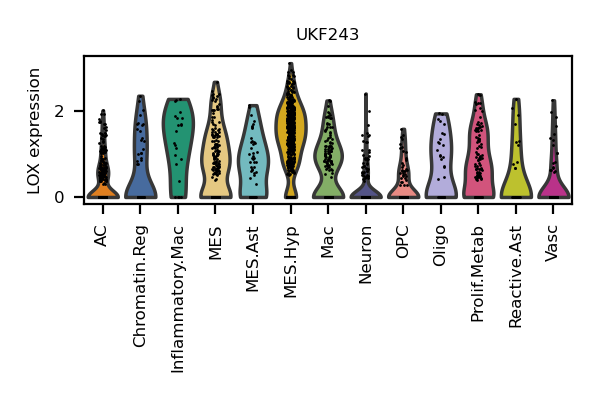 UKF243
LOX expression
2
0
AC
Chromatin.Reg
Inflammatory.Mac
MES
MES.Ast
MES.Hyp
Mac
Neuron
OPC
Oligo
Prolif.Metab
Reactive.Ast
Vasc